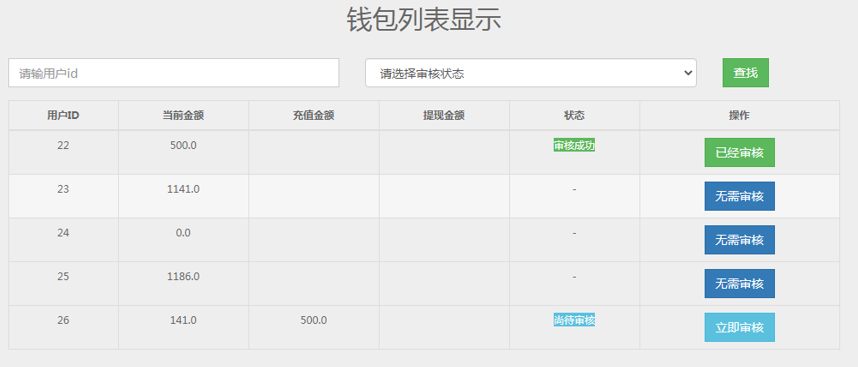 钱包列表显示
请输用户id 请选择审核状态 查找
用户ID 当前金额 充值金额 提现金额 状态 操作
22 500.0 审核成功 已经审核
23 1141.0 - 无需审核
24 0.0 - 无需审核
25 1186.0 - 无需审核
26 141.0 500.0 尚待审核 立即审核